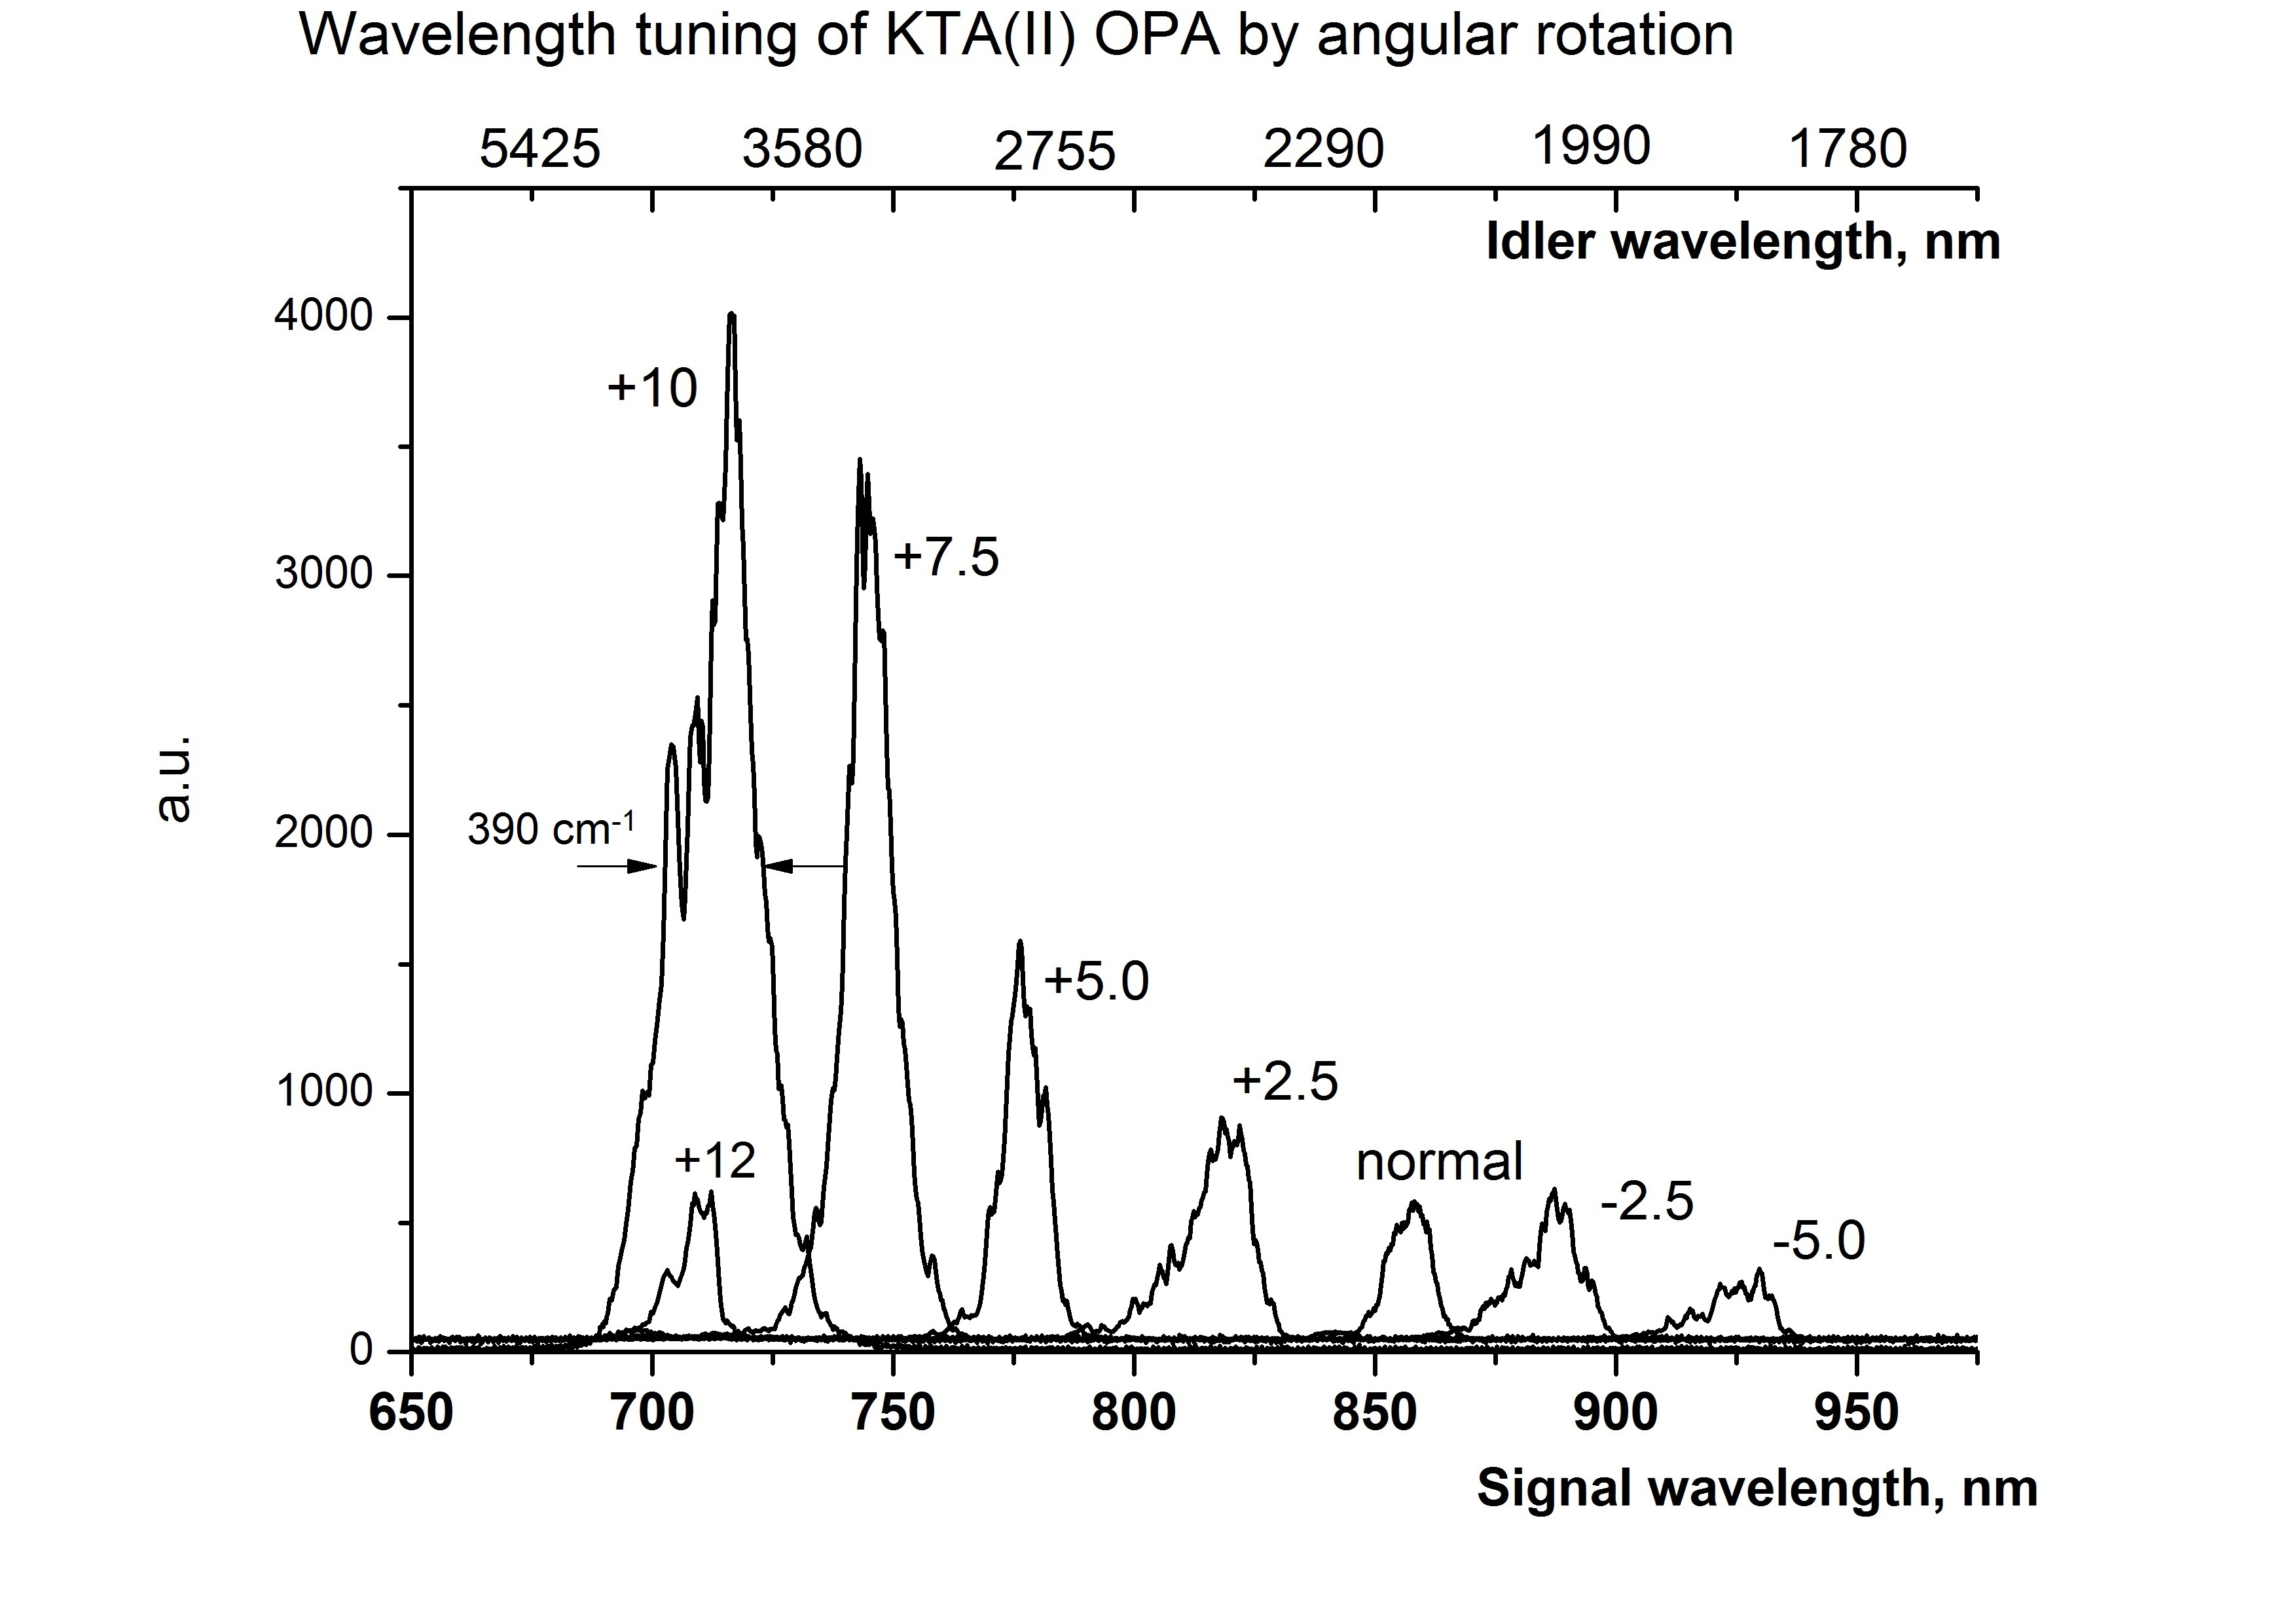 Wavelength tuning of KTA(II) OPA by angular rotation
5425 3580 2755 2290 1990 1780
Idler wavelength, nm
4000
+10
+7.5
3000
390 cm-1
2000
a.u.
+5.0
1000
+2.5
+12
normal
-2.5
-5.0
0
650 700 750 800 850 900 950
Signal wavelength, nm